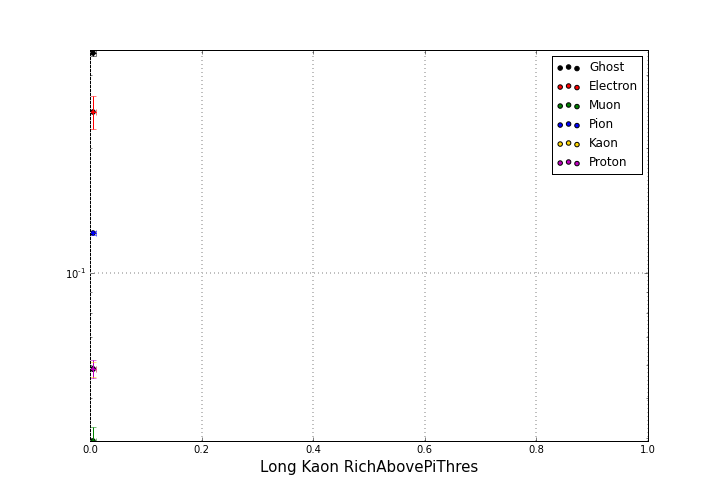 Ghost
Electron
Muon
Pion
Kaon
Proton
10-1
0.0 0.2 0.4 0.6 0.8 1.0
Long Kaon RichAbovePiThres